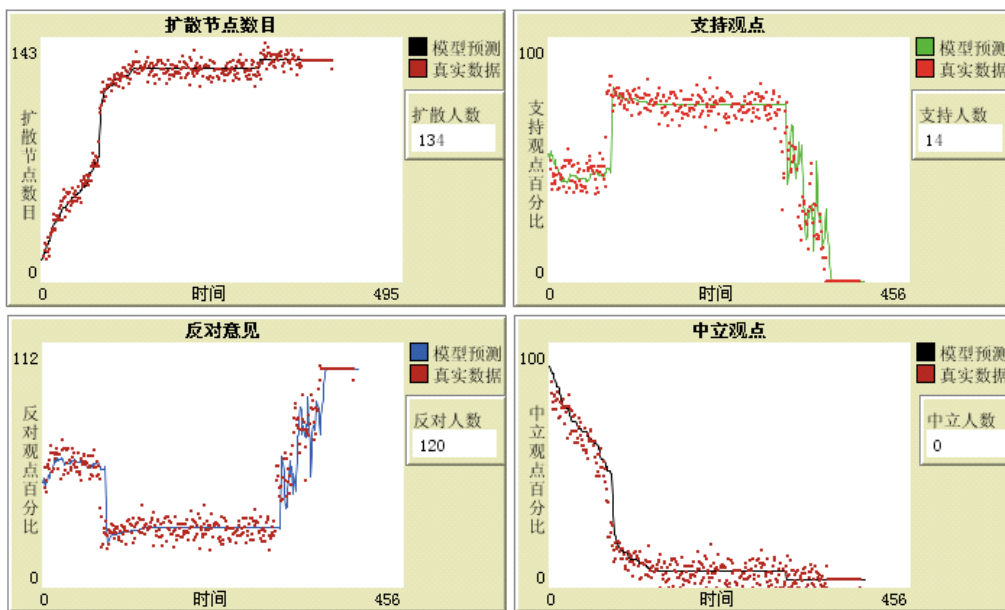 扩散节点数目
143
扩散节点数目
0
0
时间
495
模型预测
真实数据
扩散人数
134
支持观点
100
支持观点百分比
0
0
时间
456
模型预测
真实数据
支持人数
14
反对意见
112
反对观点百分比
0
0
时间
456
模型预测
真实数据
反对人数
120
中立观点
100
中立观点百分比
0
0
时间
456
模型预测
真实数据
中立人数
0